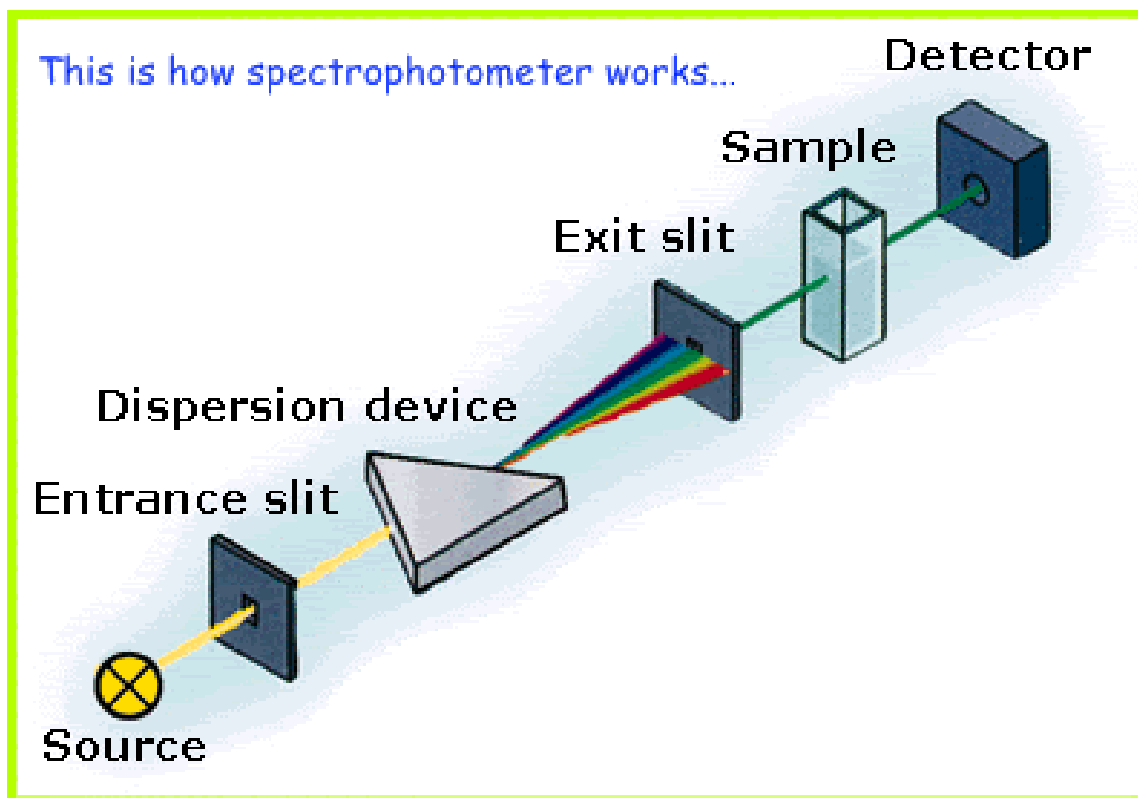 This is how spectrophotometer works...
Detector
Sample
Exit slit
Dispersion device
Entrance slit
Source